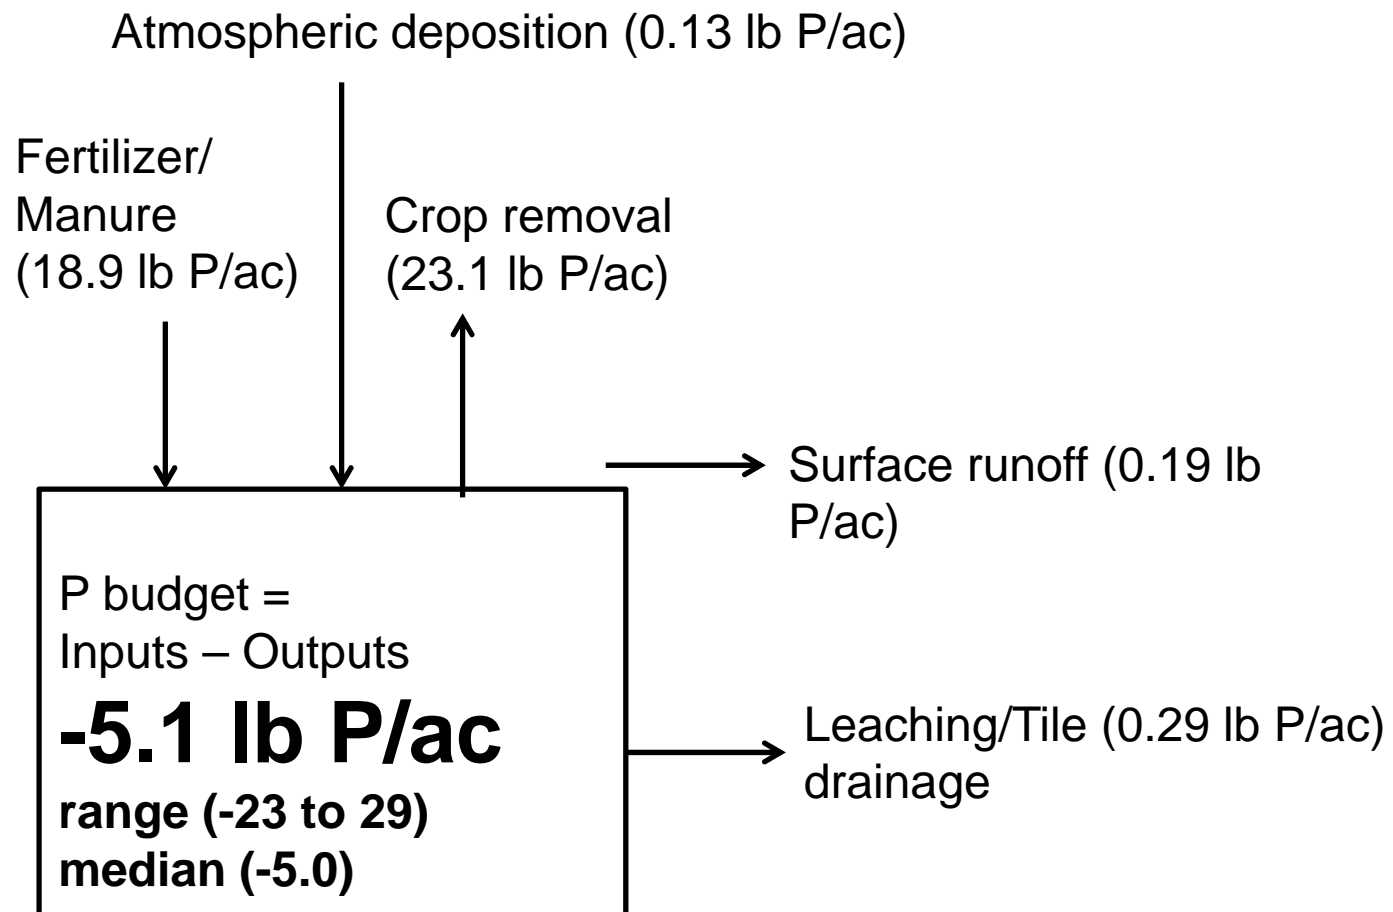 Atmospheric deposition (0.13 lb P/ac)
Fertilizer/
Manure
(18.9 lb P/ac)
Crop removal
(23.1 lb P/ac)
Surface runoff (0.19 lb
P/ac)
P budget =
Inputs – Outputs
-5.1 lb P/ac
range (-23 to 29)
median (-5.0)
Leaching/Tile (0.29 lb P/ac)
drainage